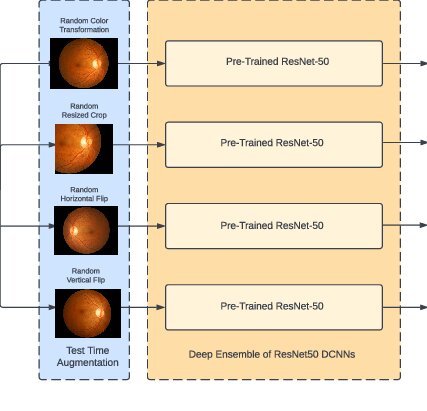 Random Color
Transformation
Pre-Trained ResNet-50
Random
Resized Crop
Pre-Trained ResNet-50
Random
Horizontal Flip
Pre-Trained ResNet-50
Random
Vertical Flip
Pre-Trained ResNet-50
Test Time
Augmentation
Deep Ensemble of ResNet50 DCNNs